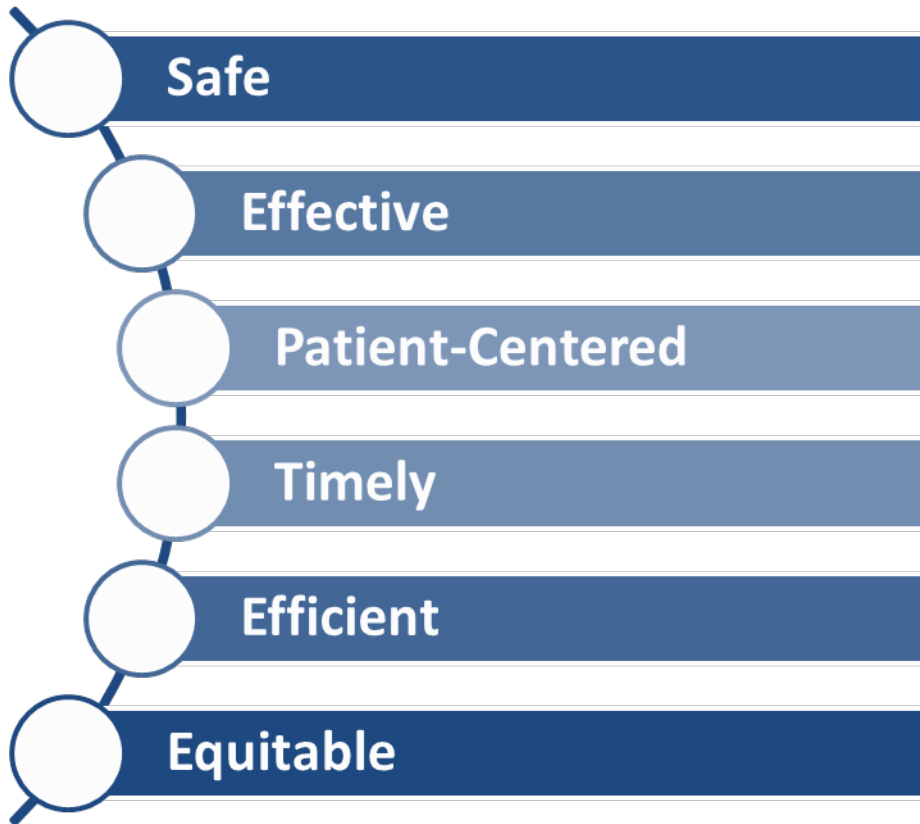 Safe
Effective
Patient-Centered
Timely
Efficient
Equitable